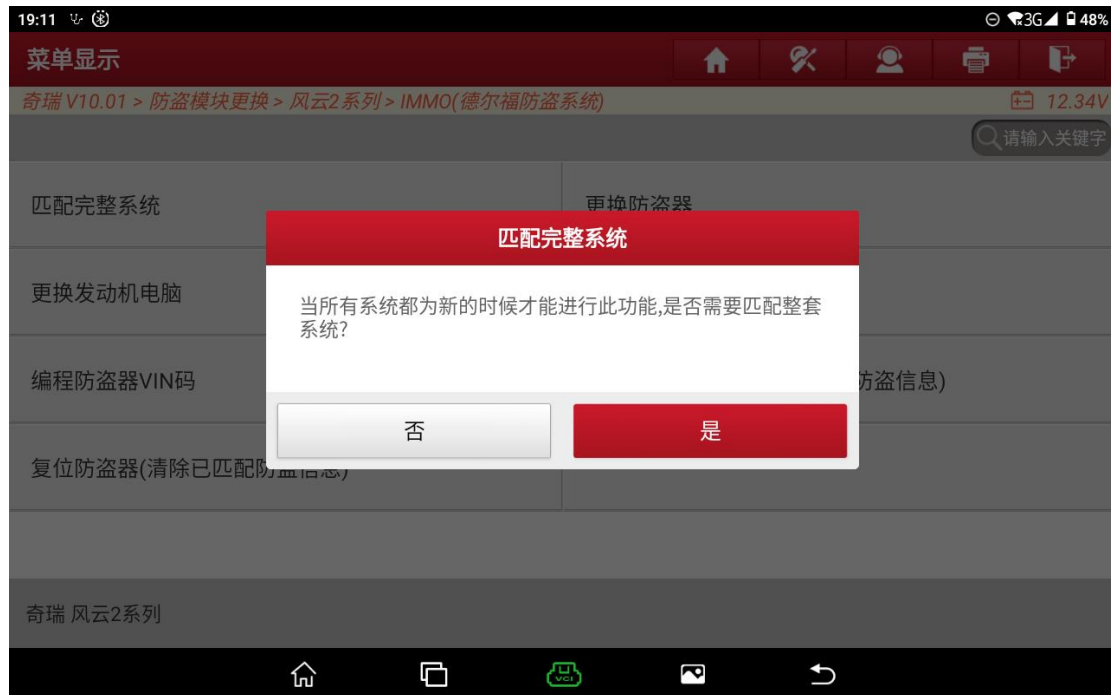 19:11
3G 48%
菜单显示
奇瑞 V10.01 > 防盗模块更换 > 风云2系列 > IMMO(德尔福防盗系统)
12.34V
请输入关键字
匹配完整系统
更换防盗器
匹配完整系统
更换发动机电脑
当所有系统都为新的时候才能进行此功能,是否需要匹配整套
系统?
编程防盗器VIN码
防盗信息)
否
是
复位防盗器(清除已匹配防盗信息)
奇瑞 风云2系列
VCI